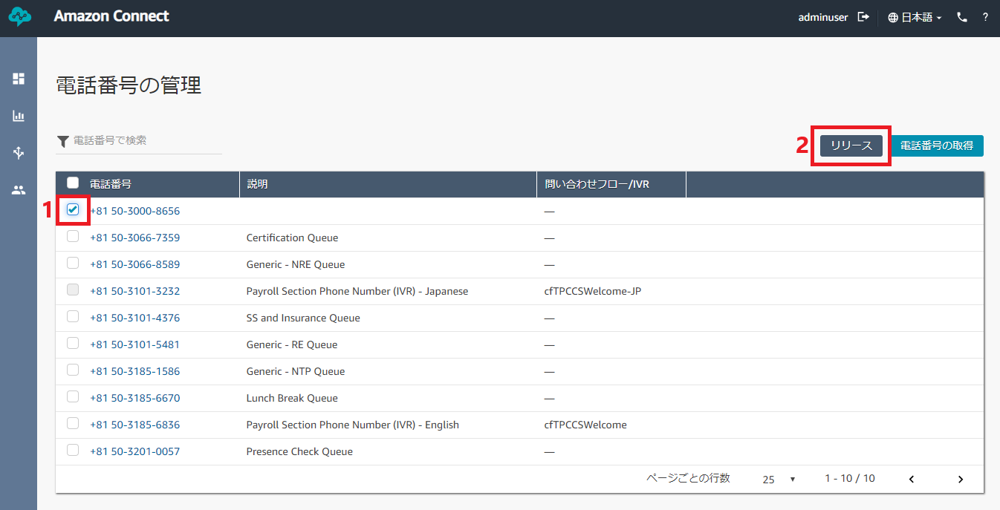 Amazon Connect
adminuser 日本語 ?
電話番号の管理
電話番号で検索
2 リリース 電話番号の取得
電話番号 説明 問い合わせフロー/IVR
1 +81 50-3000-8656 —
+81 50-3066-7359 Certification Queue —
+81 50-3066-8589 Generic - NRE Queue —
+81 50-3101-3232 Payroll Section Phone Number (IVR) - Japanese cfTPCCSWelcome-JP
+81 50-3101-4376 SS and Insurance Queue —
+81 50-3101-5481 Generic - RE Queue —
+81 50-3185-1586 Generic - NTP Queue —
+81 50-3185-6670 Lunch Break Queue —
+81 50-3185-6836 Payroll Section Phone Number (IVR) - English cfTPCCSWelcome
+81 50-3201-0057 Presence Check Queue —
ページごとの行数 25 1 - 10 / 10